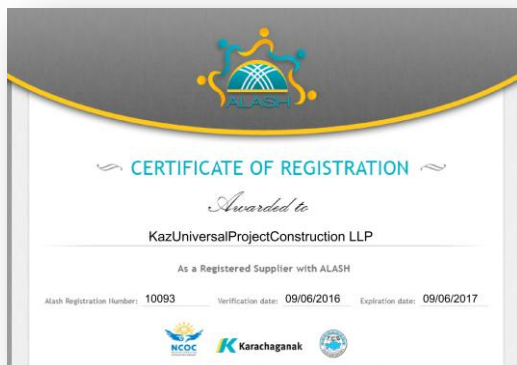 ALASH
CERTIFICATE OF REGISTRATION
Awarded to
KazUniversalProjectConstruction LLP
As a Registered Supplier with ALASH
Alash Registration Number: 10093 Verification date: 09/06/2016 Expiration date: 09/06/2017
NCOC
Karachaganak